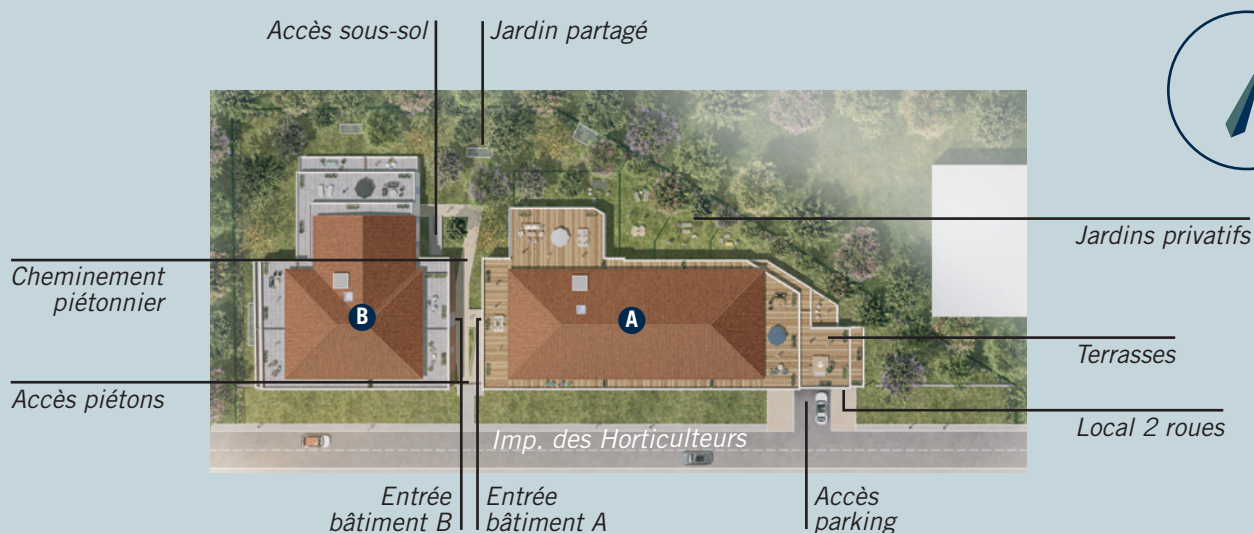 Accès sous-sol
Jardin partagé
Jardins privatifs
Cheminement
piétonnier
B
A
Terrasses
Accès piétons
Local 2 roues
Imp. des Horticulteurs
Entrée
bâtiment B
Entrée
bâtiment A
Accès
parking